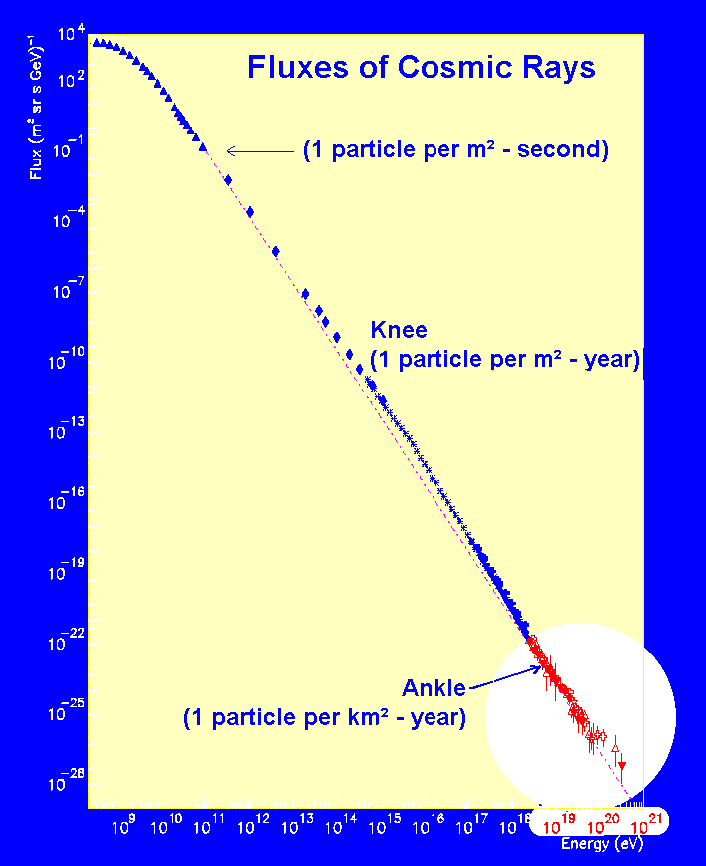 Fluxes of Cosmic Rays
Flux (m² sr s GeV)⁻¹
10⁴
10²
10⁻¹
10⁻⁴
10⁻⁷
10⁻¹⁰
10⁻¹³
10⁻¹⁶
10⁻¹⁹
10⁻²²
10⁻²⁵
10⁻²⁸
(1 particle per m² - second)
Knee
(1 particle per m² - year)
Ankle
(1 particle per km² - year)
10⁹ 10¹⁰ 10¹¹ 10¹² 10¹³ 10¹⁴ 10¹⁵ 10¹⁶ 10¹⁷ 10¹⁸ 10¹⁹ 10²⁰ 10²¹
Energy (eV)